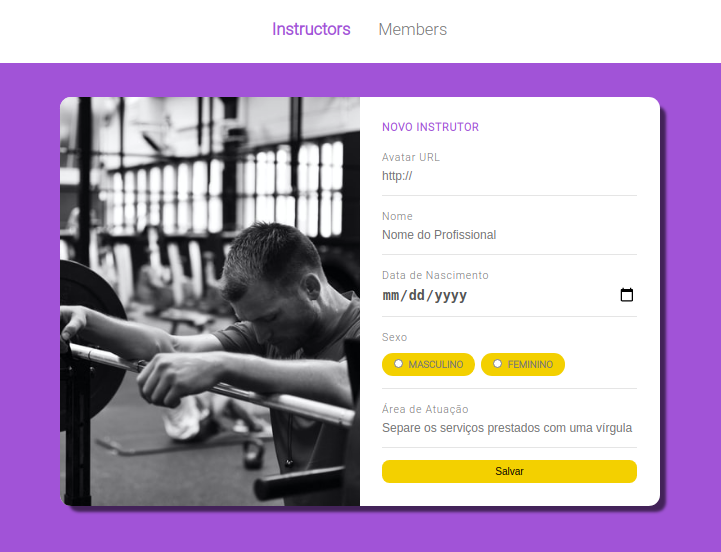 Instructors Members
NOVO INSTRUTOR
Avatar URL
http://
Nome
Nome do Profissional
Data de Nascimento
mm/dd/yyyy
Sexo
MASCULINO FEMININO
Área de Atuação
Separe os serviços prestados com uma vírgula
Salvar